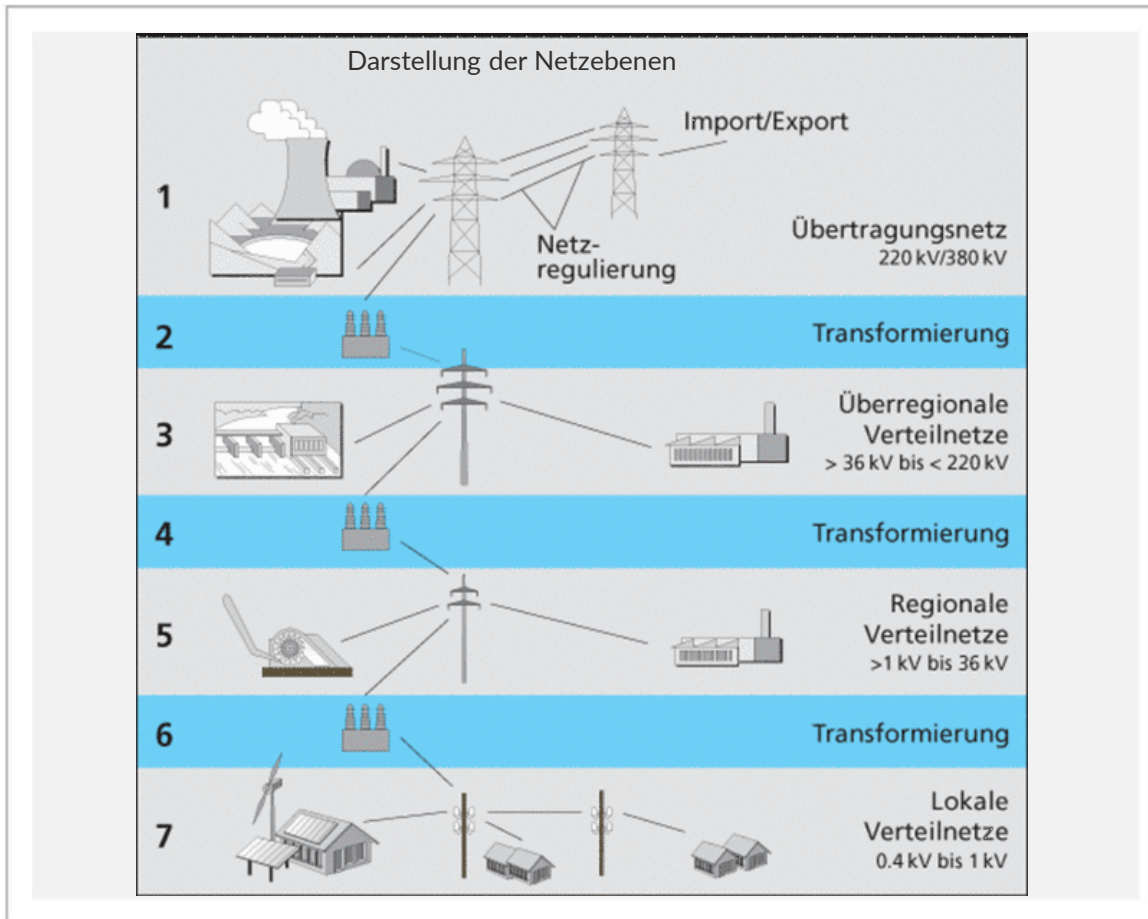 Darstellung der Netzebenen
Import/Export
1
Netz-
regulierung
Übertragungsnetz
220 kV/380 kV
2
Transformierung
3
Überregionale
Verteilnetze
> 36 kV bis < 220 kV
4
Transformierung
5
Regionale
Verteilnetze
>1 kV bis 36 kV
6
Transformierung
7
Lokale
Verteilnetze
0.4 kV bis 1 kV